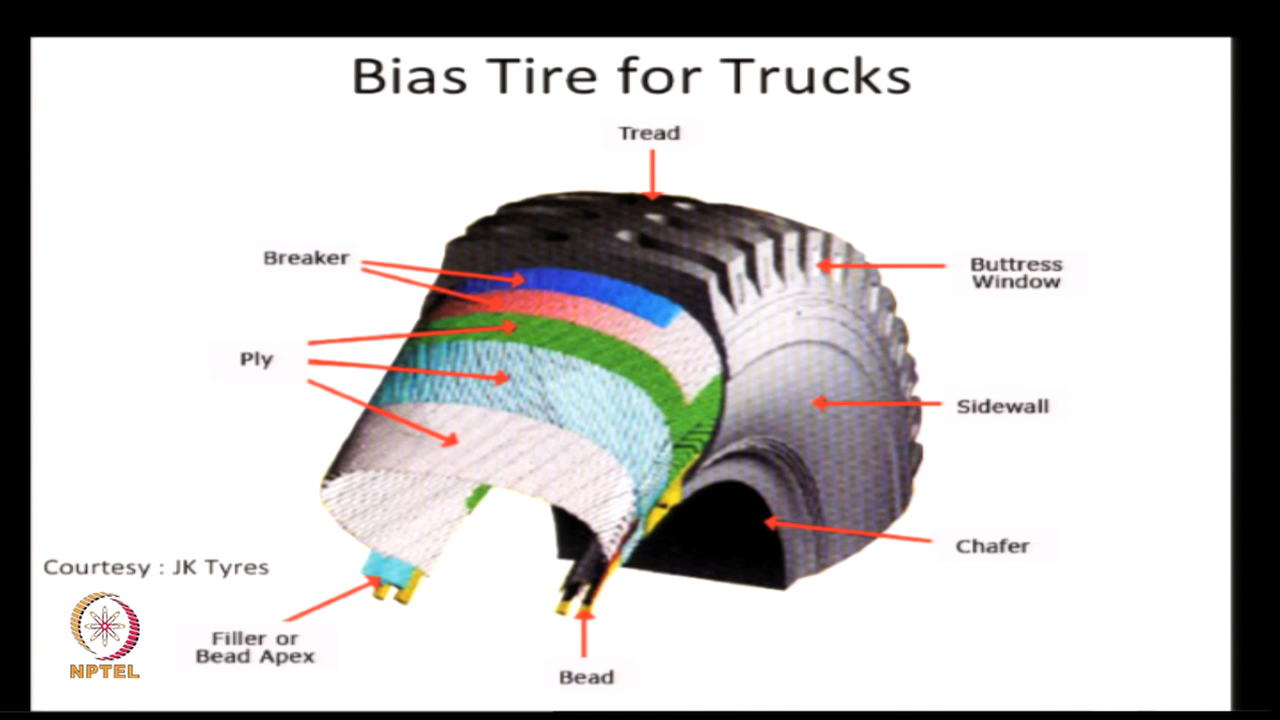 Bias Tire for Trucks
Tread
Breaker
Buttress
Window
Ply
Sidewall
Chafer
Courtesy : JK Tyres
Filler or
Bead Apex
NPTEL
Bead